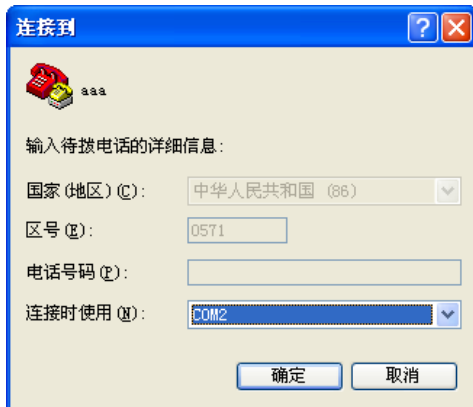 连接到
aaa
输入待拨电话的详细信息:
国家(地区)(C): 中华人民共和国 (86)
区号(E): 0571
电话号码(P):
连接时使用(N): COM2
确定 取消